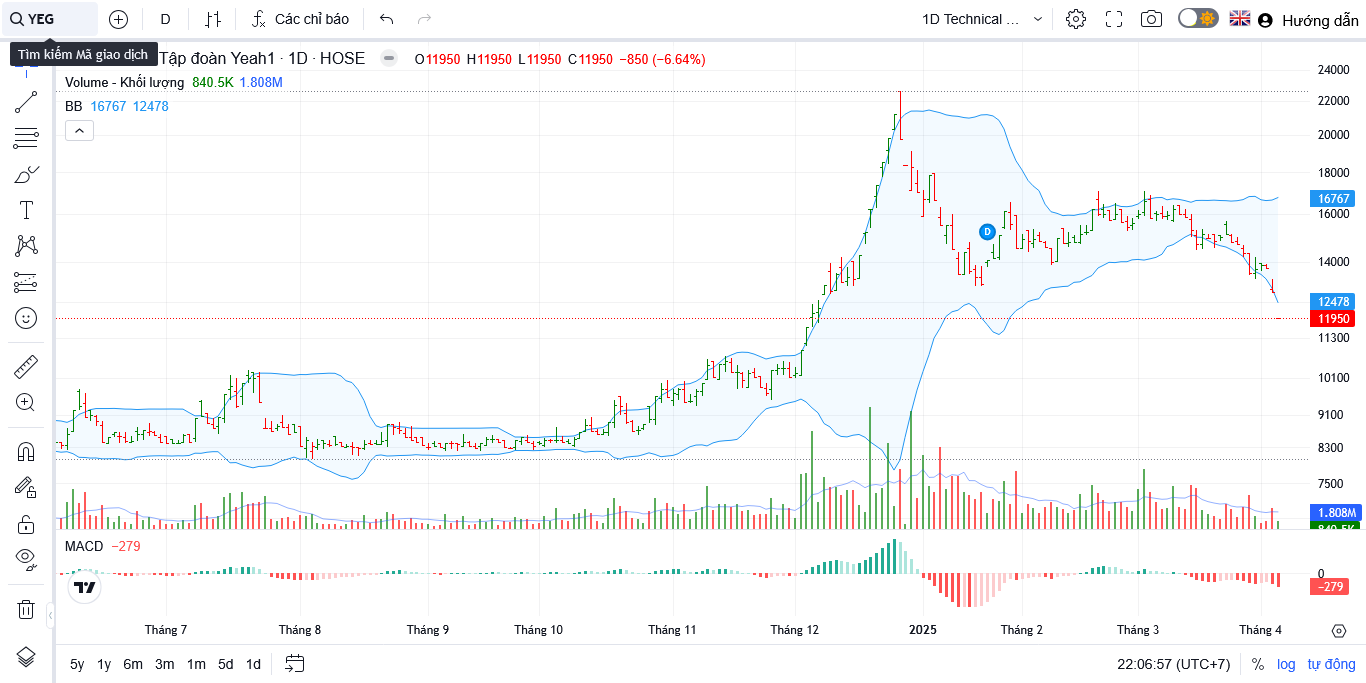 YEG D Các chỉ báo 1D Technical ... Hướng dẫn
Tìm kiếm Mã giao dịch
Tập đoàn Yeah1 · 1D · HOSE O11950 H11950 L11950 C11950 −850 (−6.64%)
Volume - Khối lượng 840.5K 1.808M
BB 16767 12478
24000
22000
20000
18000
16767
16000
14000
12478
11950
11300
10100
9100
8300
7500
1.808M
840.5K
D
MACD −279
0
−279
Tháng 7 Tháng 8 Tháng 9 Tháng 10 Tháng 11 Tháng 12 2025 Tháng 2 Tháng 3 Tháng 4
5y 1y 6m 3m 1m 5d 1d 22:06:57 (UTC+7) % log tự động